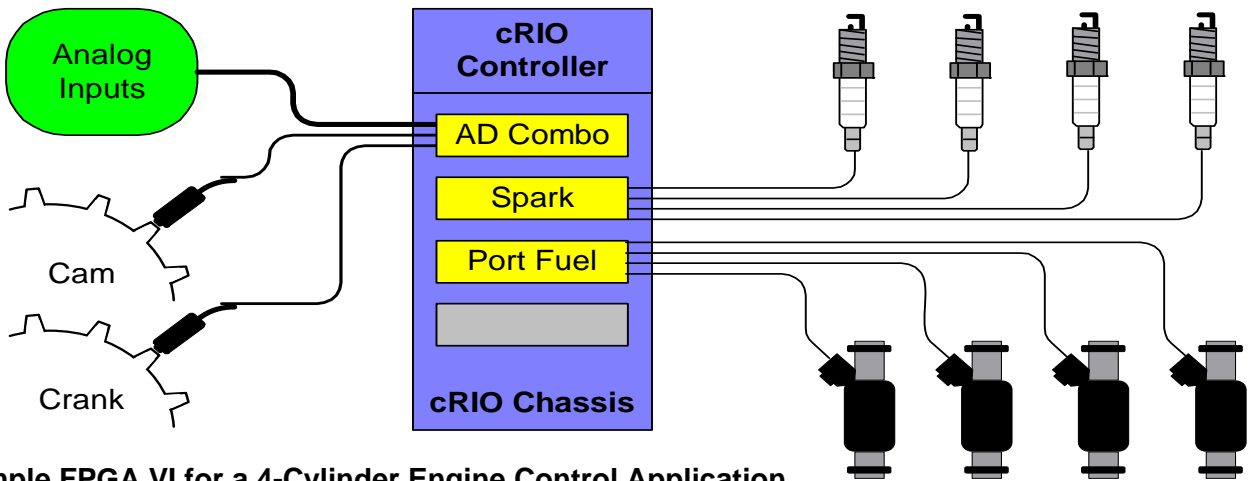 Analog
Inputs
cRIO
Controller
AD Combo
Spark
Port Fuel
Cam
Crank
cRIO Chassis
FPGA VI for a 4-Cylinder Engine Control Application